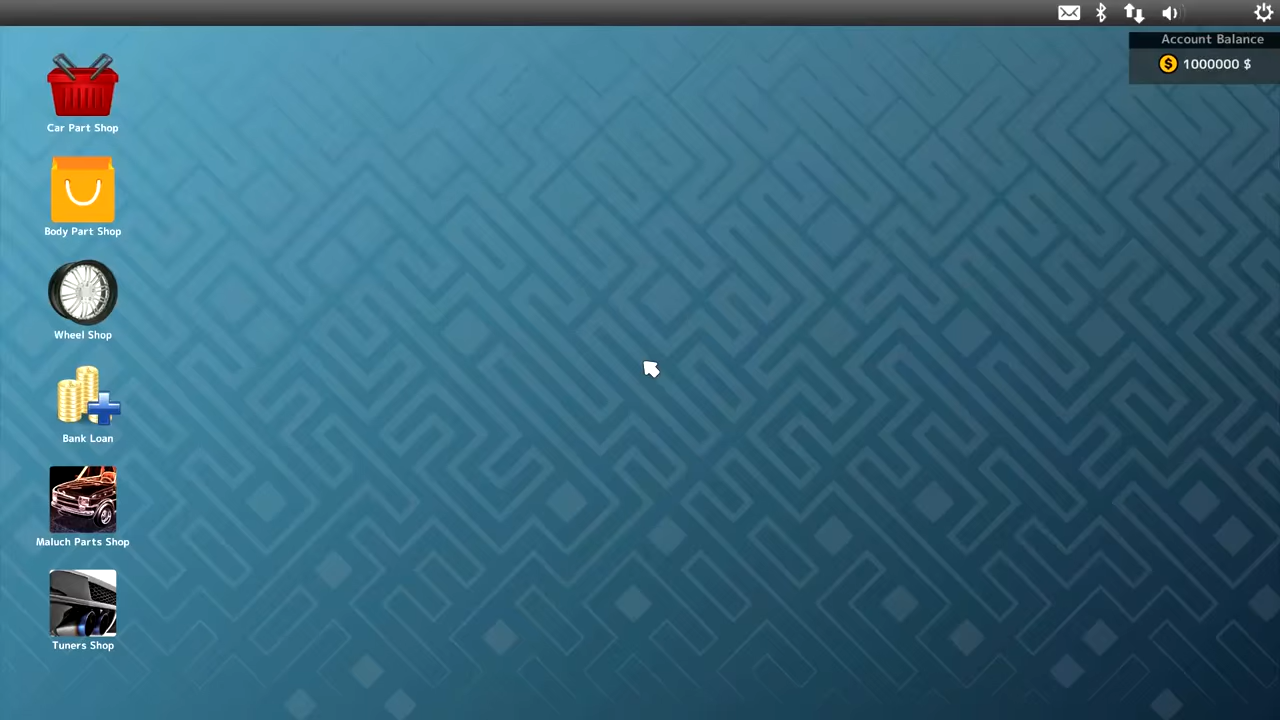 Account Balance
1000000 $
Car Part Shop
Body Part Shop
Wheel Shop
Bank Loan
Maluch Parts Shop
Tuners Shop